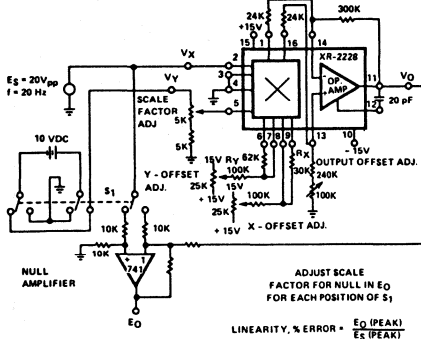 24K
24K
300K
+15V
15 1 16 14
XR-2228
VX
2
3
4
5
ES = 20Vpp
f = 20 Hz
VY
SCALE
FACTOR
ADJ
5K
5K
OP
AMP
11 VO
12
20 pF
6 7 8 9
13
10
- 15V
62K
RX
30K
OUTPUT OFFSET ADJ.
240K
100K
10 VDC
Y - OFFSET
ADJ.
15V RY
100K
25K
+ 15V
15V
100K
25K
+ 15V
X - OFFSET ADJ.
S1
10K
10K
10K
NULL
AMPLIFIER
741
EO
ADJUST SCALE
FACTOR FOR NULL IN EO
FOR EACH POSITION OF S1
LINEARITY, % ERROR = EO (PEAK)
ES (PEAK)